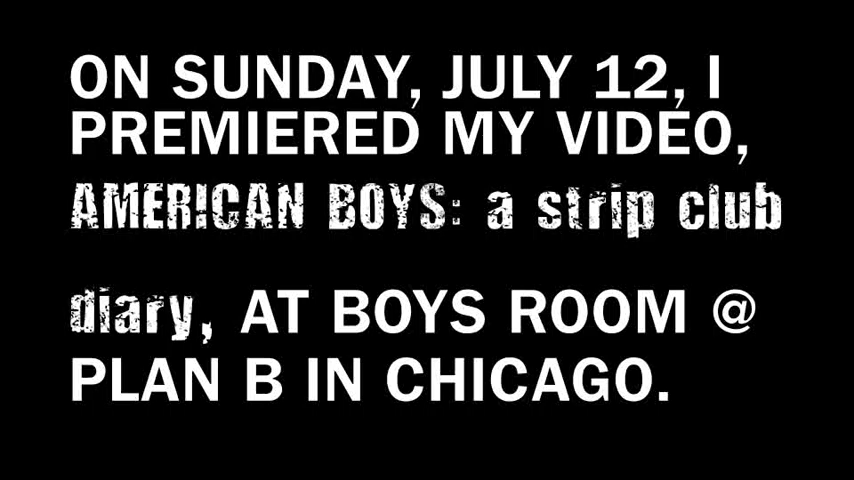 ON SUNDAY, JULY 12, I
PREMIERED MY VIDEO,
AMERICAN BOYS: a strip club
diary, AT BOYS ROOM @
PLAN B IN CHICAGO.